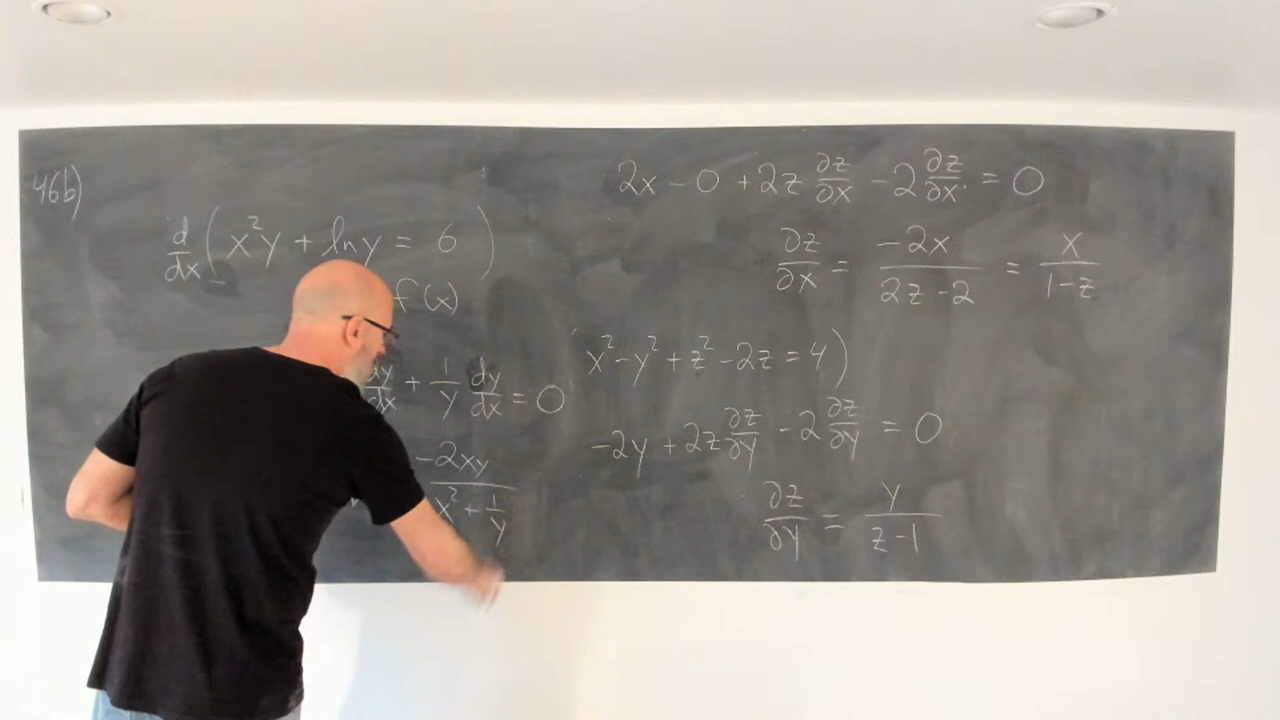 46b)
d/dx (x²y + ln y = 6)
f(x)
dy/dx + 1/y dy/dx = 0
-2xy / (x² + 1/y)
2x - 0 + 2z ∂z/∂x - 2 ∂z/∂x = 0
∂z/∂x = -2x / (2z - 2) = x / (1-z)
(x² - y² + z² - 2z = 4)
-2y + 2z ∂z/∂y - 2 ∂z/∂y = 0
∂z/∂y = y / (z-1)